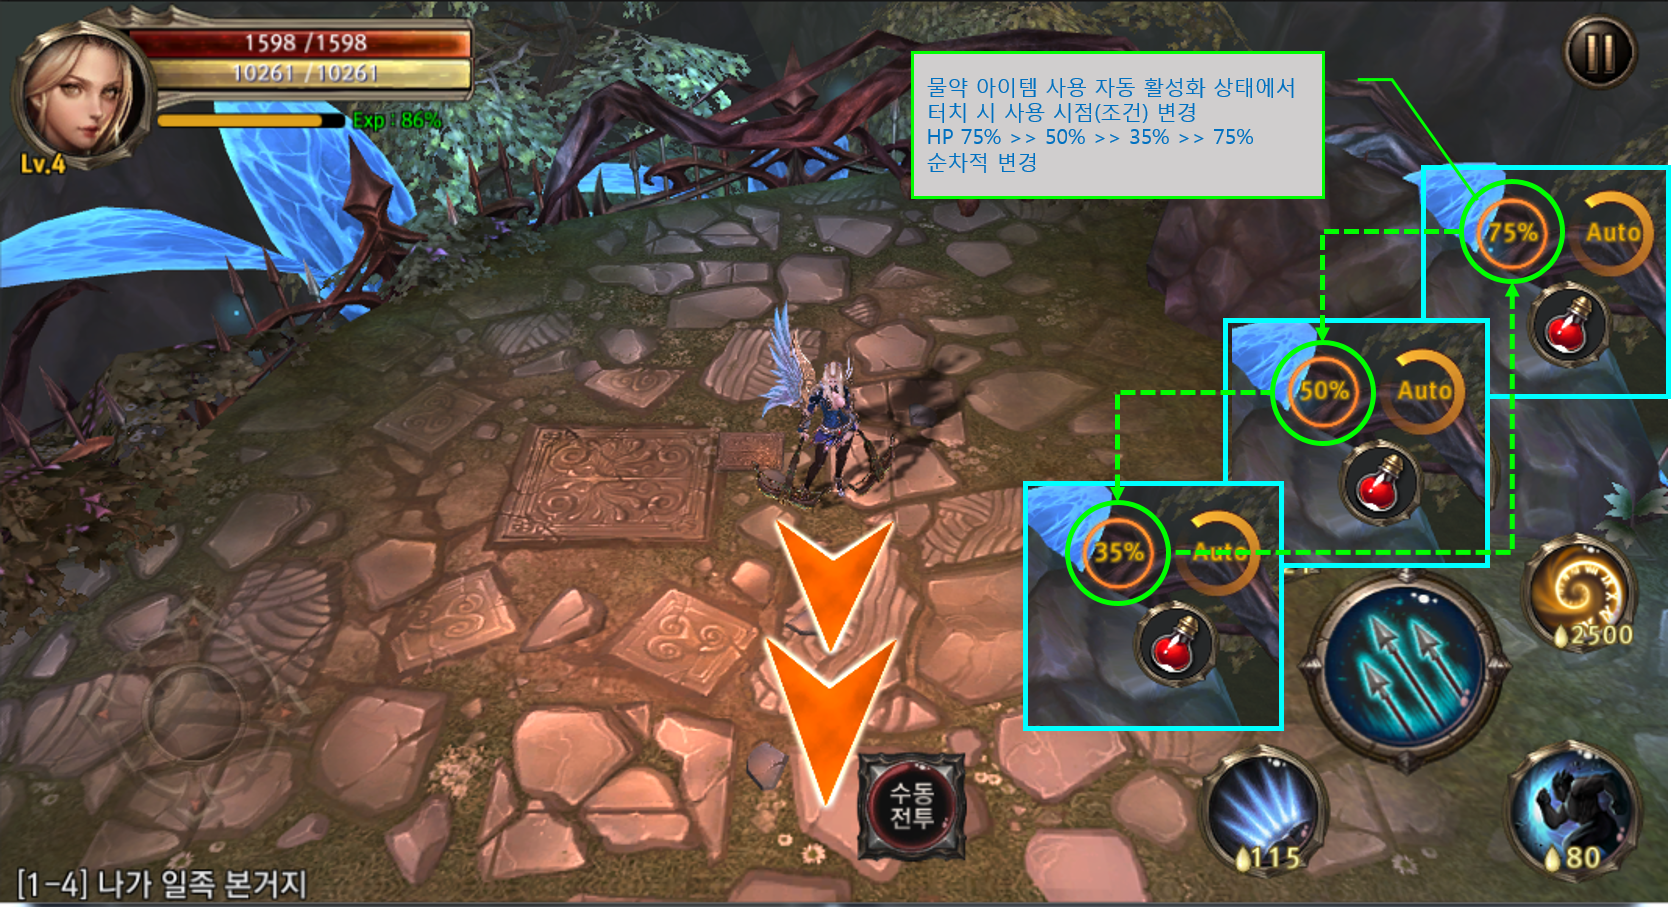 1598 /1598
10261 /10261
Exp : 86%
Lv.4
물약 아이템 사용 자동 활성화 상태에서
터치 시 사용 시점(조건) 변경
HP 75% >> 50% >> 35% >> 75%
순차적 변경
75%
Auto
50%
Auto
35%
Auto
2500
수동
전투
115
80
[1-4] 나가 일족 본거지